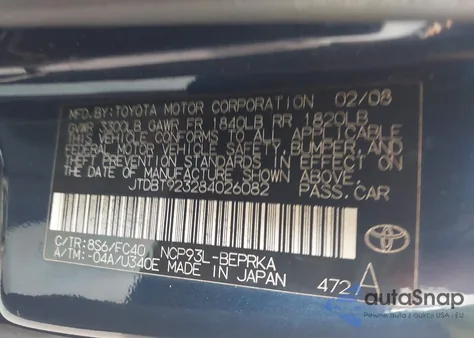 MFD.BY:TOYOTA MOTOR CORPORATION 02/08
GVWR 3300LB GAWR FR 1840LB RR 1820LB
THIS VEHICLE CONFORMS TO ALL APPLICABLE
FEDERAL MOTOR VEHICLE SAFETY, BUMPER, AND
THEFT PREVENTION STANDARDS IN EFFECT ON
THE DATE OF MANUFACTURE SHOWN ABOVE.
JTDBT923284026082 PASS.CAR
C/TR:8S6/FC40 NCP93L-BEPRKA
A/TM:-04A/U340E MADE IN JAPAN 472 A
autaSnap